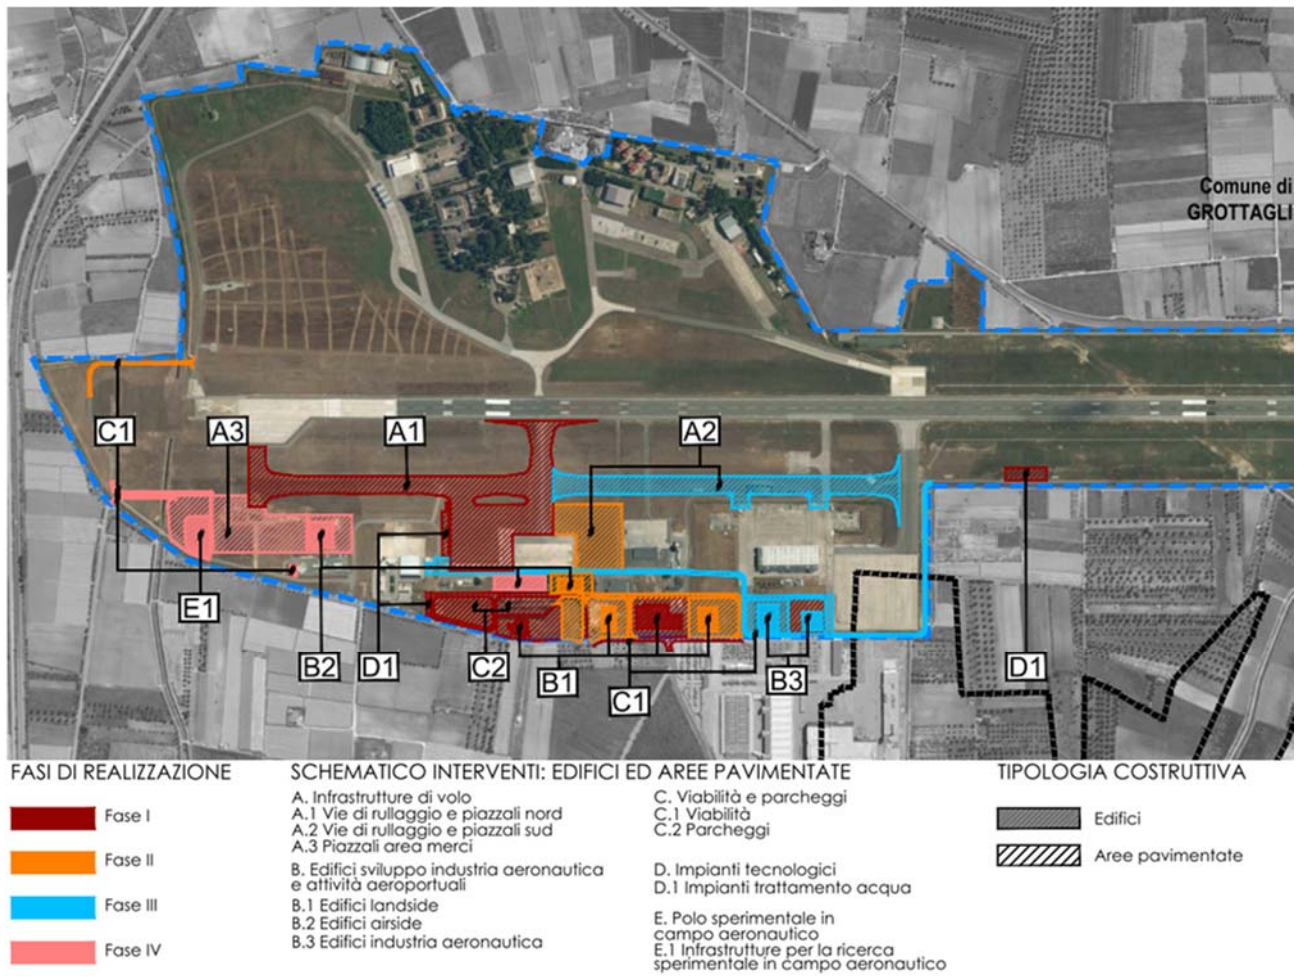 Comune di
GROTTAGLI
C1
A3
A1
A2
E1
B2
D1
C2
B1
C1
B3
D1
FASI DI REALIZZAZIONE
Fase I
Fase II
Fase III
Fase IV
SCHEMATICO INTERVENTI: EDIFICI ED AREE PAVIMENTATE
A. Infrastrutture di volo
A.1 Vie di rullaggio e piazzali nord
A.2 Vie di rullaggio e piazzali sud
A.3 Piazzali area merci
B. Edifici sviluppo industria aeronautica
e attività aeroportuali
B.1 Edifici landside
B.2 Edifici airside
B.3 Edifici industria aeronautica
C. Viabilità e parcheggi
C.1 Viabilità
C.2 Parcheggi
D. Impianti tecnologici
D.1 Impianti trattamento acqua
E. Polo sperimentale in
campo aeronautico
E.1 Infrastrutture per la ricerca
sperimentale in campo aeronautico
TIPOLOGIA COSTRUTTIVA
Edifici
Aree pavimentate